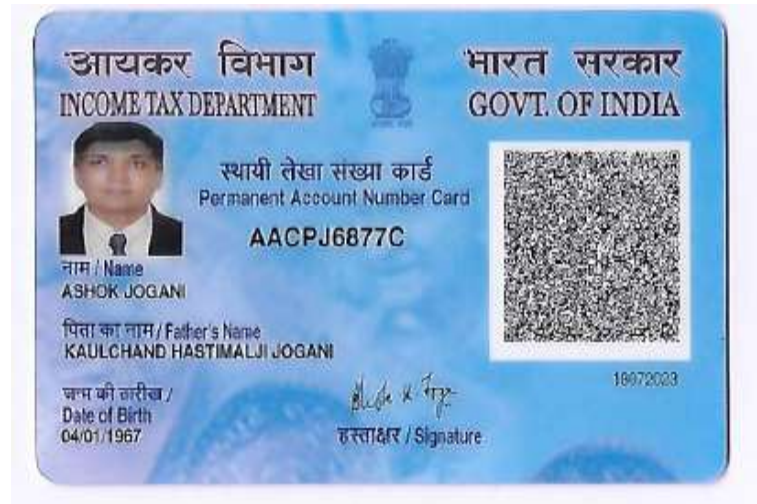 आयकर विभाग
INCOME TAX DEPARTMENT
भारत सरकार
GOVT. OF INDIA
स्थायी लेखा संख्या कार्ड
Permanent Account Number Card
AACPJ6877C
नाम / Name
ASHOK JOGANI
पिता का नाम / Father's Name
KAULCHAND HASTIMALJI JOGANI
जन्म की तारीख /
Date of Birth
04/01/1967
हस्ताक्षर / Signature